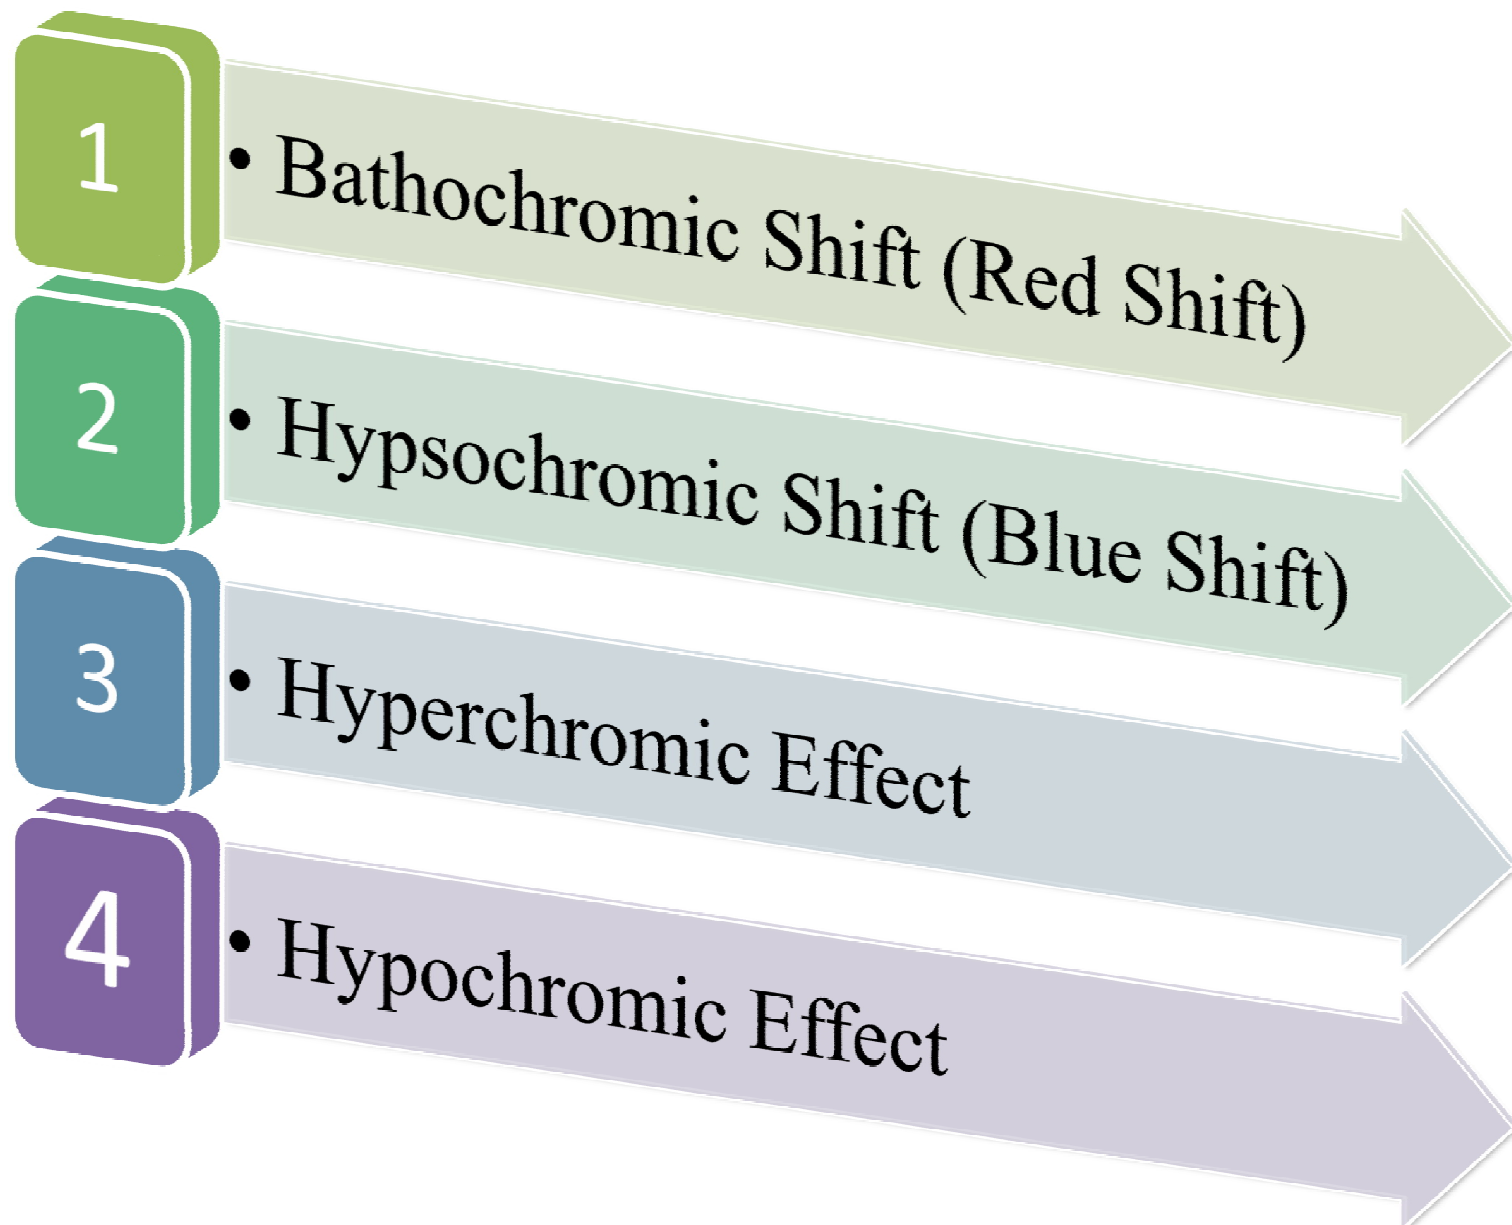 1
• Bathochromic Shift (Red Shift)
2
• Hypsochromic Shift (Blue Shift)
3
• Hyperchromic Effect
4
• Hypochromic Effect